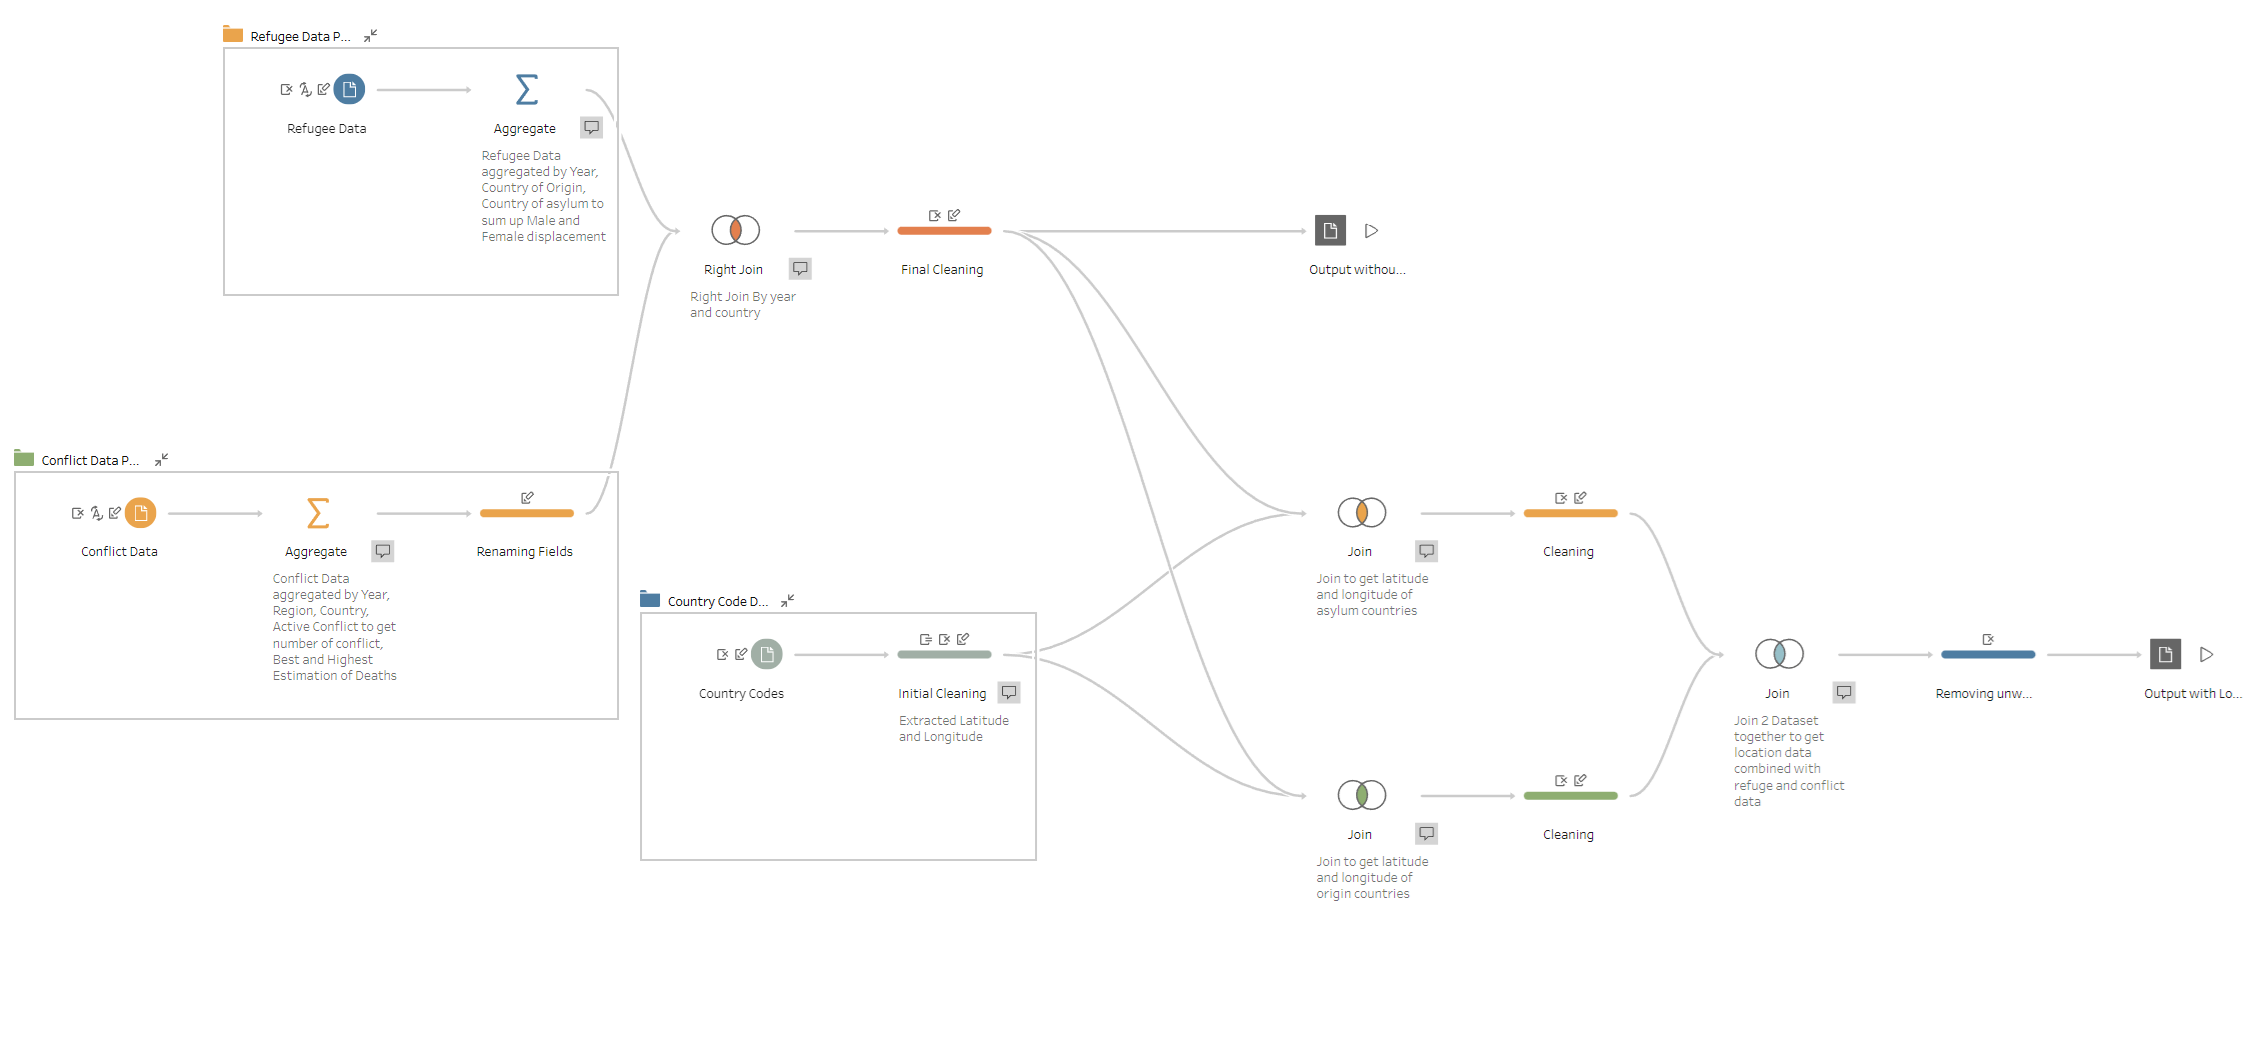 Refugee Data P...
Refugee Data
Aggregate
Refugee Data
aggregated by Year,
Country of Origin,
Country of asylum to
sum up Male and
Female displacement
Right Join
Right Join By year
and country
Final Cleaning
Output withou...
Conflict Data P...
Conflict Data
Aggregate
Conflict Data
aggregated by Year,
Region, Country,
Active Conflict to get
number of conflict,
Best and Highest
Estimation of Deaths
Renaming Fields
Country Code D...
Country Codes
Initial Cleaning
Extracted Latitude
and Longitude
Join
Join to get latitude
and longitude of
asylum countries
Cleaning
Join
Join to get latitude
and longitude of
origin countries
Cleaning
Join
Join 2 Dataset
together to get
location data
combined with
refuge and conflict
data
Removing unw...
Output with Lo...